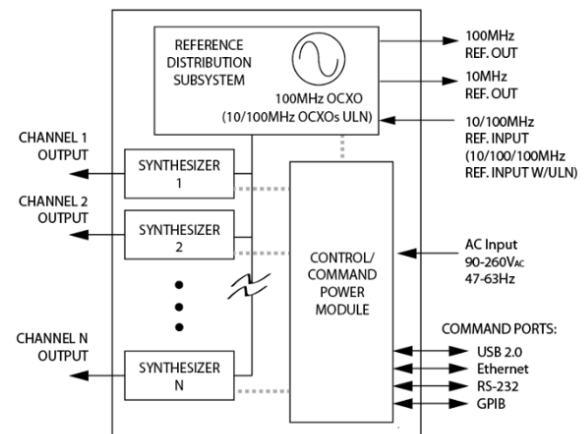 REFERENCE
DISTRIBUTION
SUBSYSTEM
100MHz OCXO
(10/100MHz OCXOs ULN)
100MHz
REF. OUT
10MHz
REF. OUT
10/100MHz
REF. INPUT
(10/100/100MHz
REF. INPUT W/ULN)
CHANNEL 1
OUTPUT
SYNTHESIZER
1
CHANNEL 2
OUTPUT
SYNTHESIZER
2
CONTROL/
COMMAND
POWER
MODULE
AC Input
90-260VAC
47-63Hz
CHANNEL N
OUTPUT
SYNTHESIZER
N
COMMAND PORTS:
USB 2.0
Ethernet
RS-232
GPIB